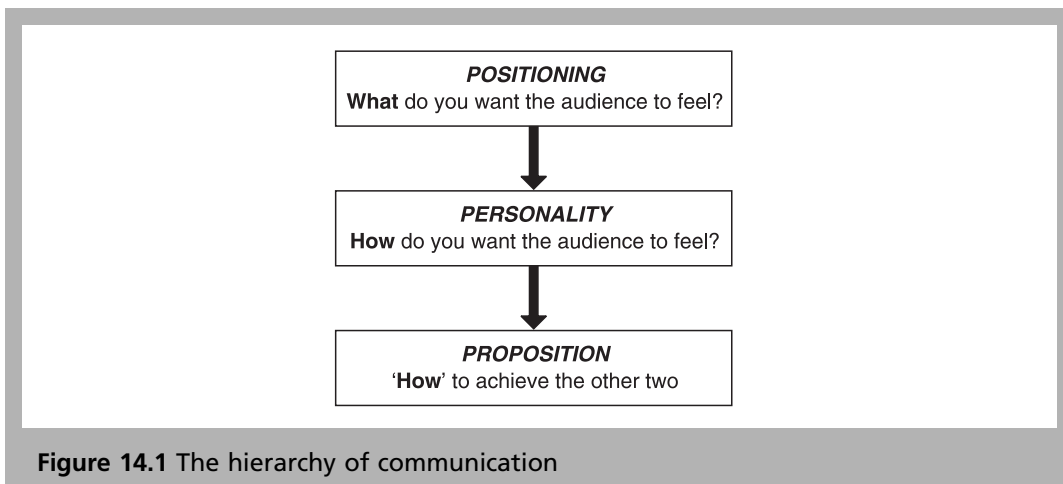 POSITIONING
What do you want the audience to feel?
PERSONALITY
How do you want the audience to feel?
PROPOSITION
‘How’ to achieve the other two
Figure 14.1 The hierarchy of communication